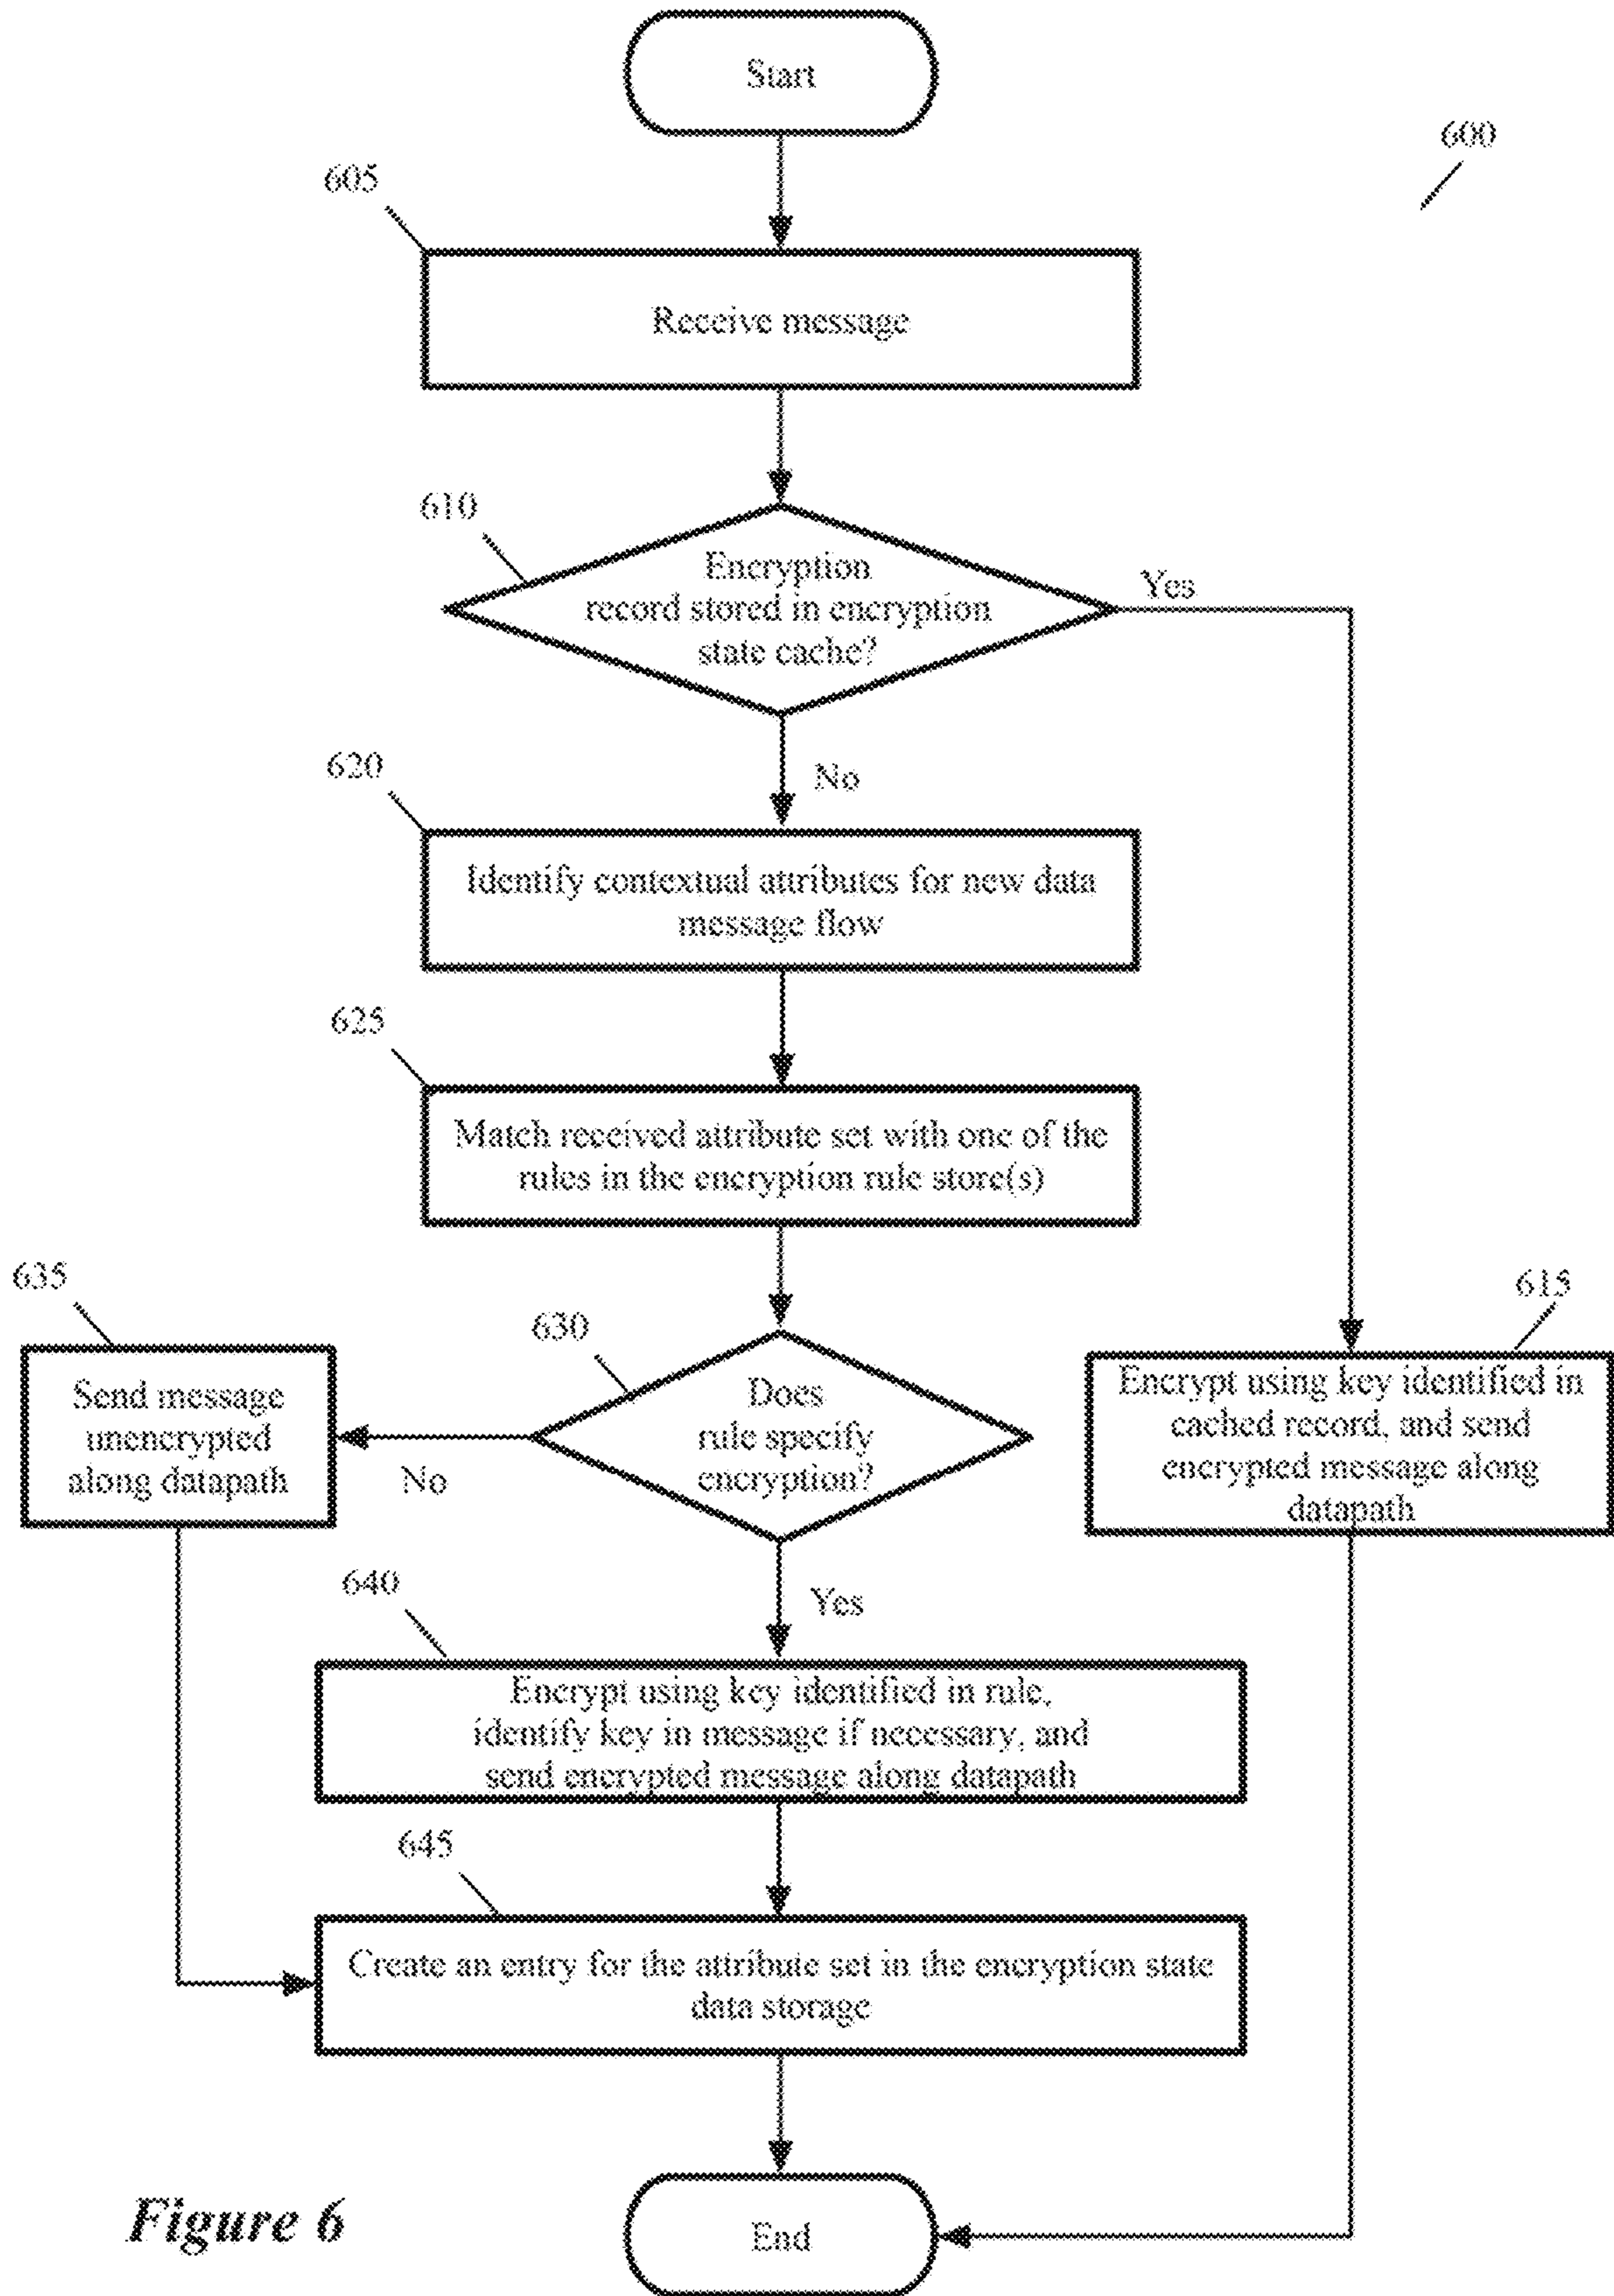 Start
600
605
Receive message
610
Encryption
record stored in encryption
state cache?
Yes
No
620
Identify contextual attributes for new data
message flow
625
Match received attribute set with one of the
rules in the encryption rule store(s)
635
Send message
unencrypted
along datapath
630
Does
rule specify
encryption?
No
Yes
615
Encrypt using key identified in
cached record, and send
encrypted message along
datapath
640
Encrypt using key identified in rule,
identify key in message if necessary, and
send encrypted message along datapath
645
Create an entry for the attribute set in the encryption state
data storage
End
Figure 6